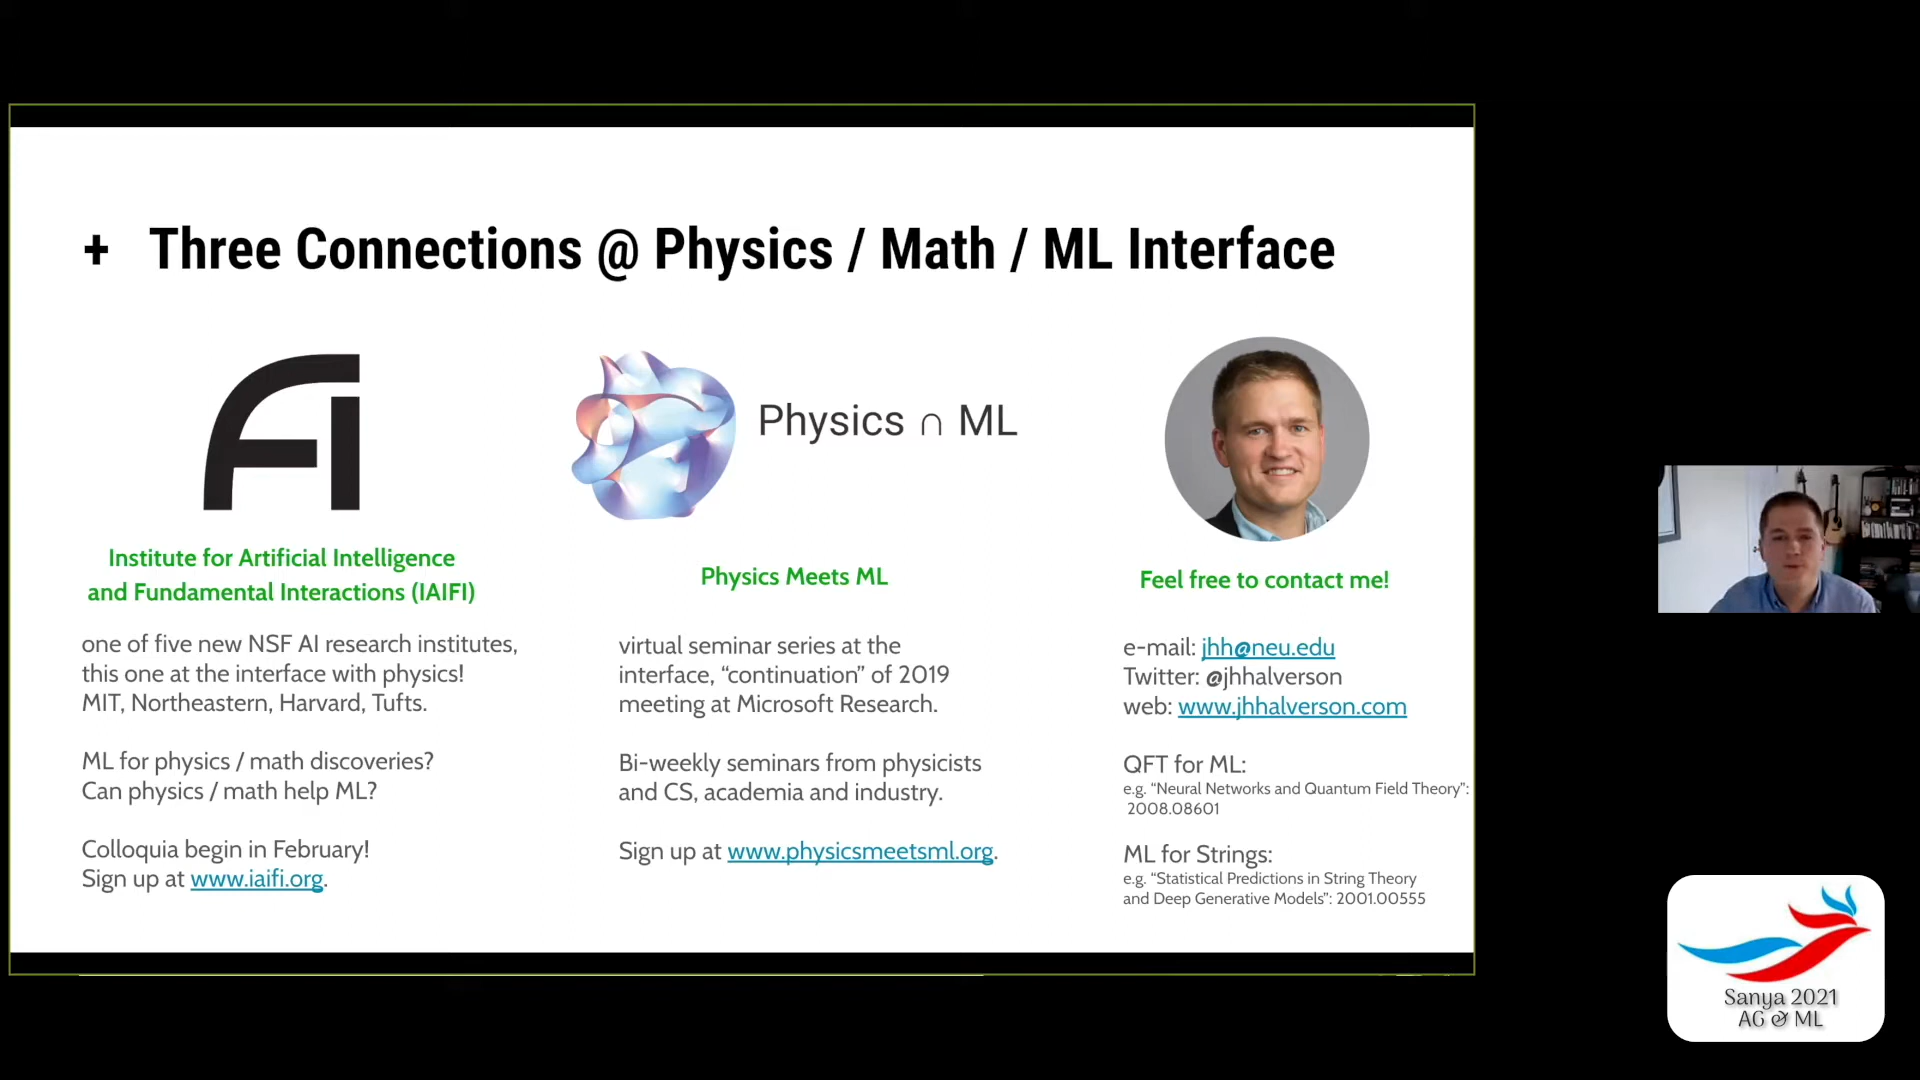 + Three Connections @ Physics / Math / ML Interface
FI
Institute for Artificial Intelligence
and Fundamental Interactions (IAIFI)
one of five new NSF AI research institutes,
this one at the interface with physics!
MIT, Northeastern, Harvard, Tufts.
ML for physics / math discoveries?
Can physics / math help ML?
Colloquia begin in February!
Sign up at www.iaifi.org.
Physics ∩ ML
Physics Meets ML
virtual seminar series at the
interface, “continuation” of 2019
meeting at Microsoft Research.
Bi-weekly seminars from physicists
and CS, academia and industry.
Sign up at www.physicsmeetsml.org.
Feel free to contact me!
e-mail: jhh@neu.edu
Twitter: @jhhalverson
web: www.jhhalverson.com
QFT for ML:
e.g. “Neural Networks and Quantum Field Theory”:
2008.08601
ML for Strings:
e.g. “Statistical Predictions in String Theory
and Deep Generative Models”: 2001.00555
Sanya 2021
AG & ML